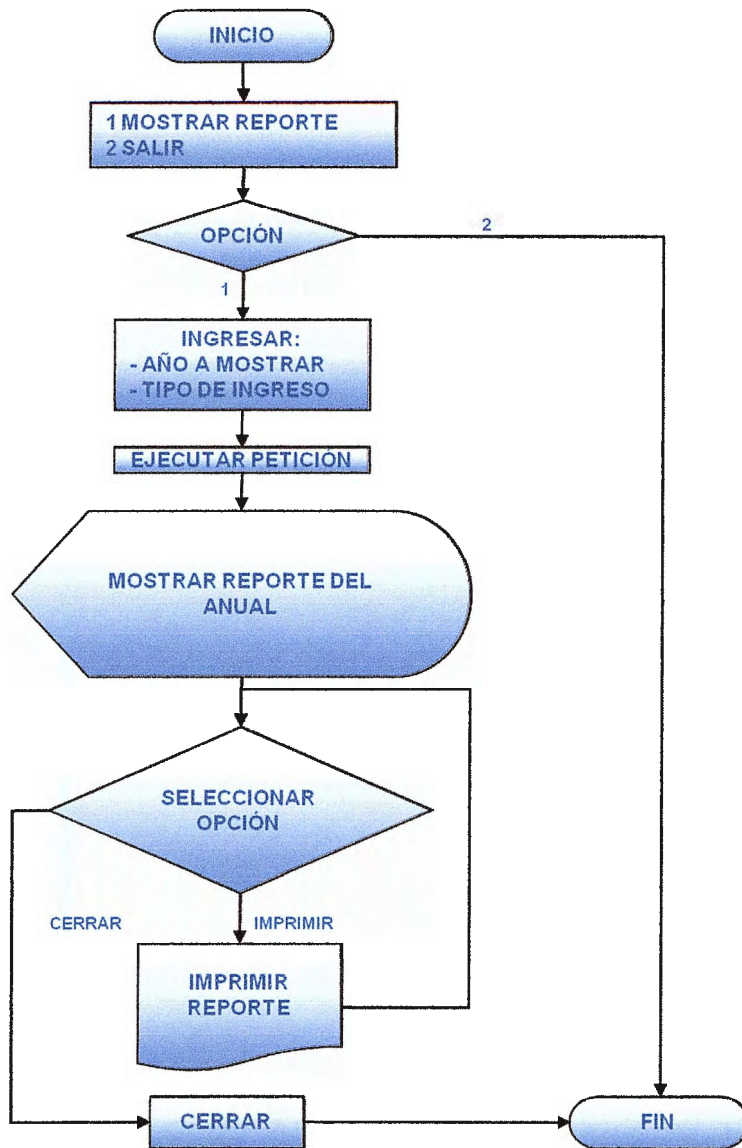 INICIO
1 MOSTRAR REPORTE
2 SALIR
OPCIÓN
2
1
INGRESAR:
- AÑO A MOSTRAR
- TIPO DE INGRESO
EJECUTAR PETICIÓN
MOSTRAR REPORTE DEL
ANUAL
SELECCIONAR
OPCIÓN
CERRAR
IMPRIMIR
IMPRIMIR
REPORTE
CERRAR
FIN